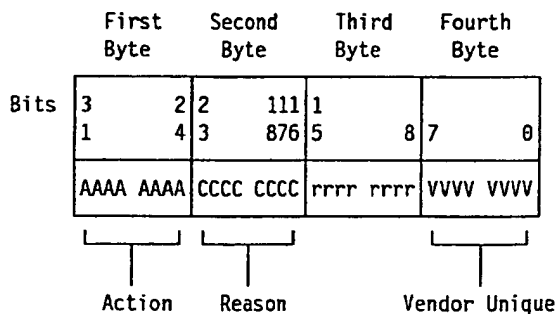 First Second Third Fourth
Byte Byte Byte Byte
Bits 3 2 2 111 1
1 4 3 876 5 8 7 0
AAAA AAAA CCCC CCCC rrrr rrrr VVVV VVVV
Action Reason Vendor Unique